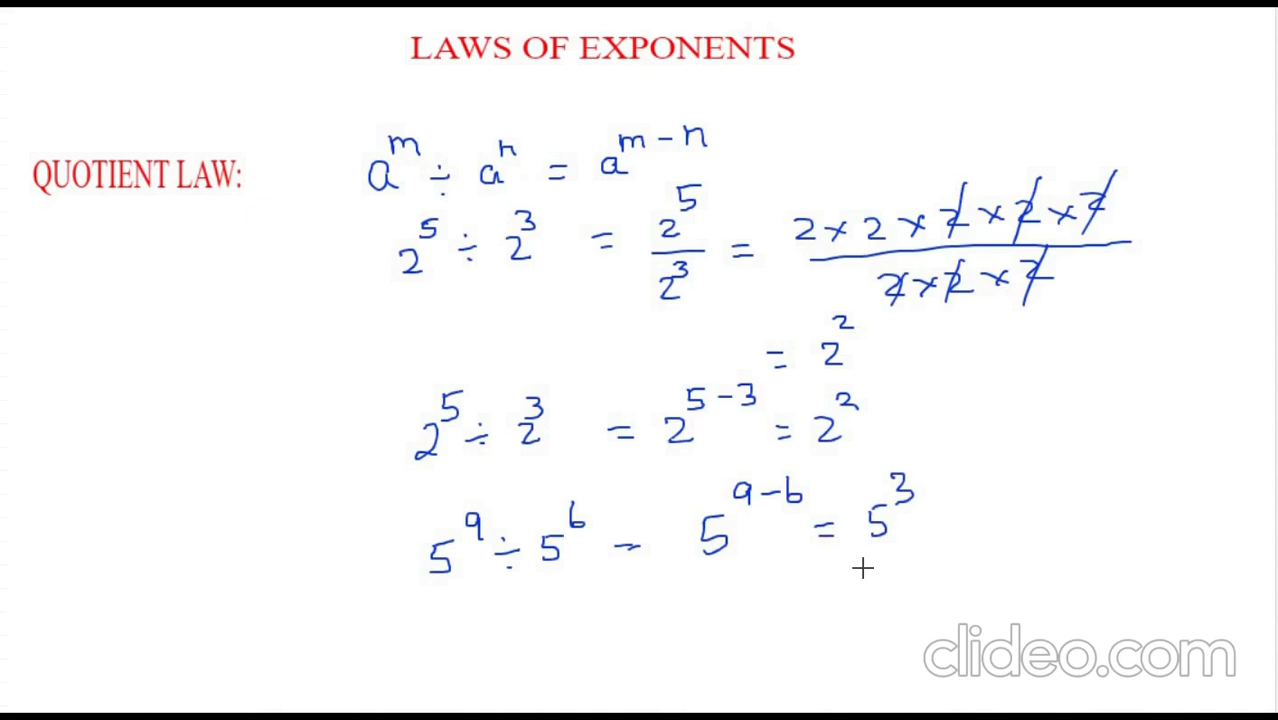 LAWS OF EXPONENTS
QUOTIENT LAW: a^m ÷ a^n = a^(m-n)
2^5 ÷ 2^3 = 2^5/2^3 = (2 × 2 × 2 × 2 × 2)/(2 × 2 × 2)
= 2^2
2^5 ÷ 2^3 = 2^(5-3) = 2^2
5^9 ÷ 5^6 = 5^(9-6) = 5^3
clideo.com